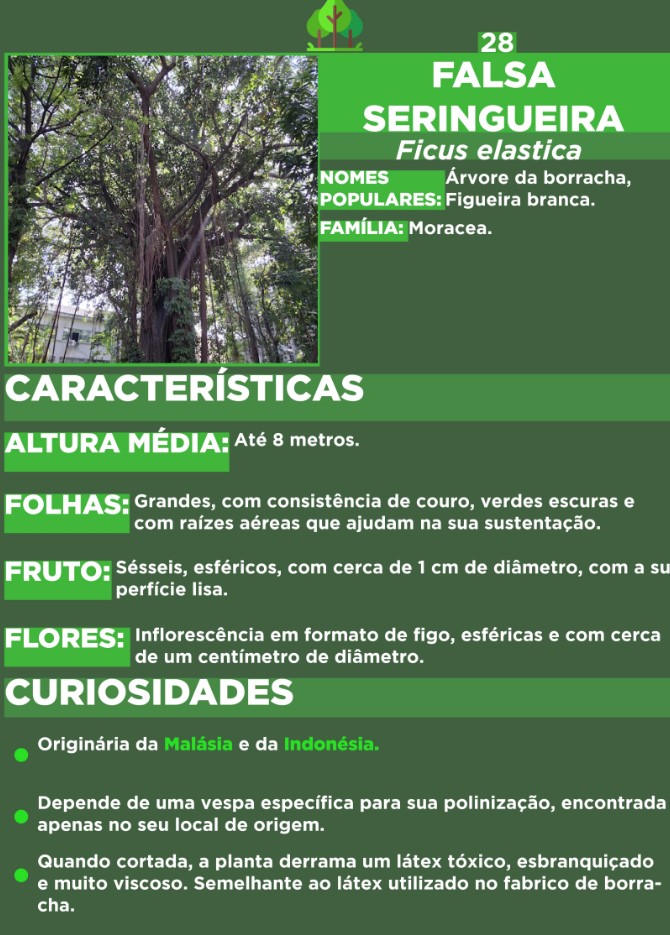 28
FALSA
SERINGUEIRA
Ficus elastica
NOMES
POPULARES:
Árvore da borracha,
Figueira branca.
FAMÍLIA: Moracea.
CARACTERÍSTICAS
ALTURA MÉDIA: Até 8 metros.
FOLHAS: Grandes, com consistência de couro, verdes escuras e
com raízes aéreas que ajudam na sua sustentação.
FRUTO: Sésseis, esféricos, com cerca de 1 cm de diâmetro, com a su
perfície lisa.
FLORES: Inflorescência em formato de figo, esféricas e com cerca
de um centímetro de diâmetro.
CURIOSIDADES
Originária da Malásia e da Indonésia.
Depende de uma vespa específica para sua polinização, encontrada
apenas no seu local de origem.
Quando cortada, a planta derrama um látex tóxico, esbranquiçado
e muito viscoso. Semelhante ao látex utilizado no fabrico de borra-
cha.